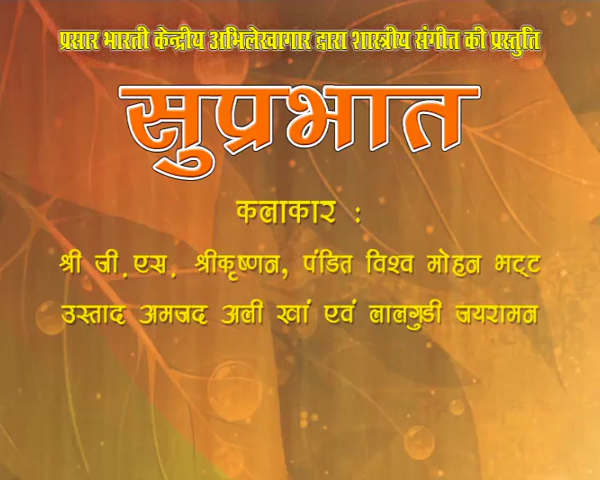 प्रसार भारती केन्द्रीय अभिलेखागार द्वारा शास्त्रीय संगीत की प्रस्तुति
सुप्रभात
कलाकार :
श्री जी.एस. श्रीकृष्णन, पंडित विश्व मोहन भट्ट
उस्ताद अमजद अली खां एवं लालगुडी जयरामन